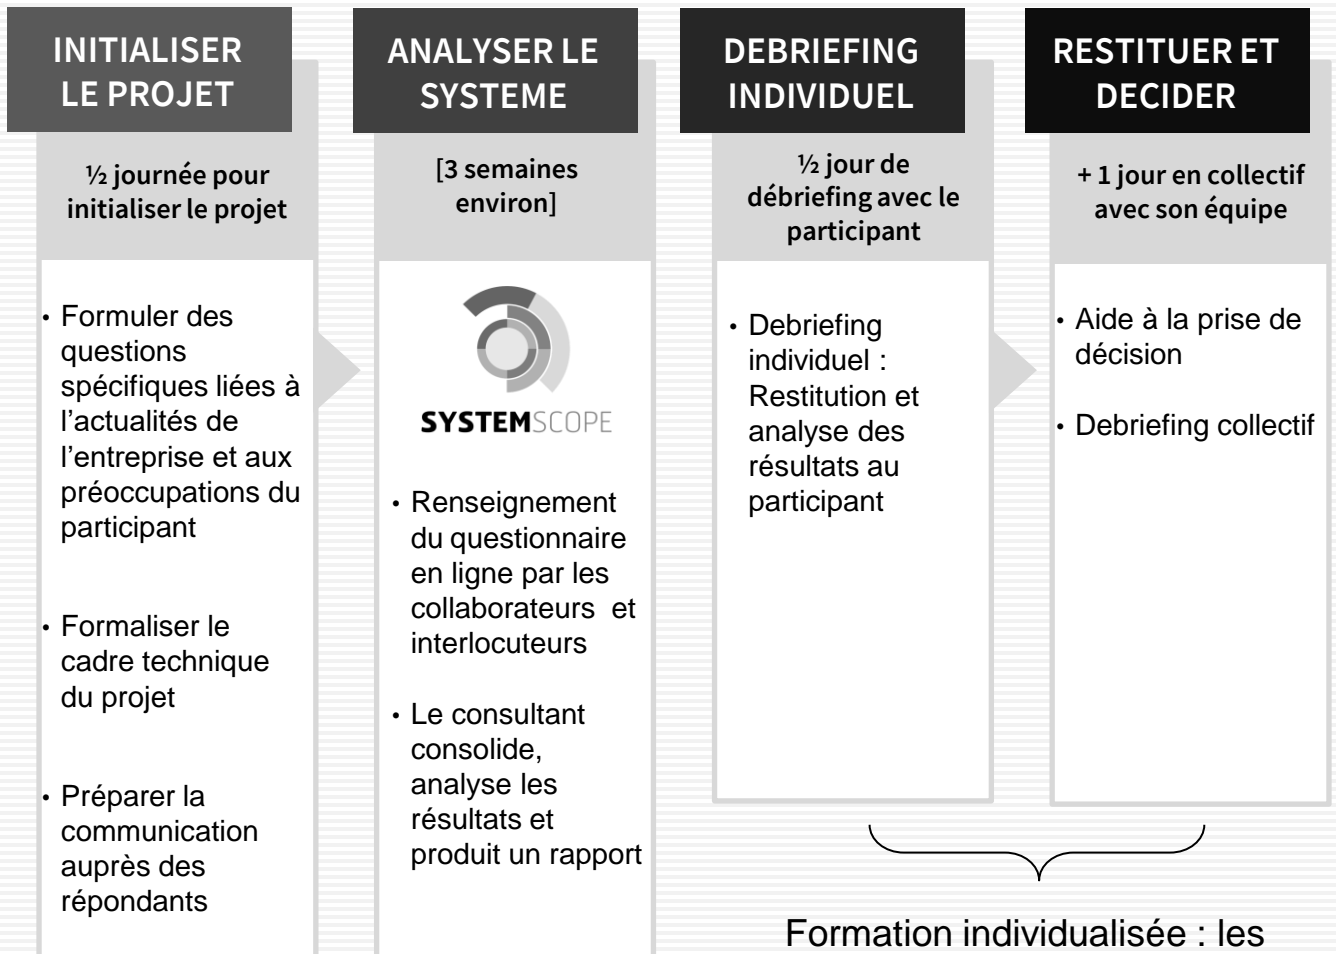 INITIALISER
LE PROJET
½ journée pour
initialiser le projet
• Formuler des
questions
spécifiques liées à
l’actualités de
l’entreprise et aux
préoccupations du
participant
• Formaliser le
cadre technique
du projet
• Préparer la
communication
auprès des
répondants
ANALYSER LE
SYSTEME
[3 semaines
environ]
SYSTEMSCOPE
• Renseignement
du questionnaire
en ligne par les
collaborateurs et
interlocuteurs
• Le consultant
consolide,
analyse les
résultats et
produit un rapport
DEBRIEFING
INDIVIDUEL
½ jour de
débriefing avec le
participant
• Debriefing
individuel :
Restitution et
analyse des
résultats au
participant
RESTITUER ET
DECIDER
+ 1 jour en collectif
avec son équipe
• Aide à la prise de
décision
• Debriefing collectif
Formation individualisée : les